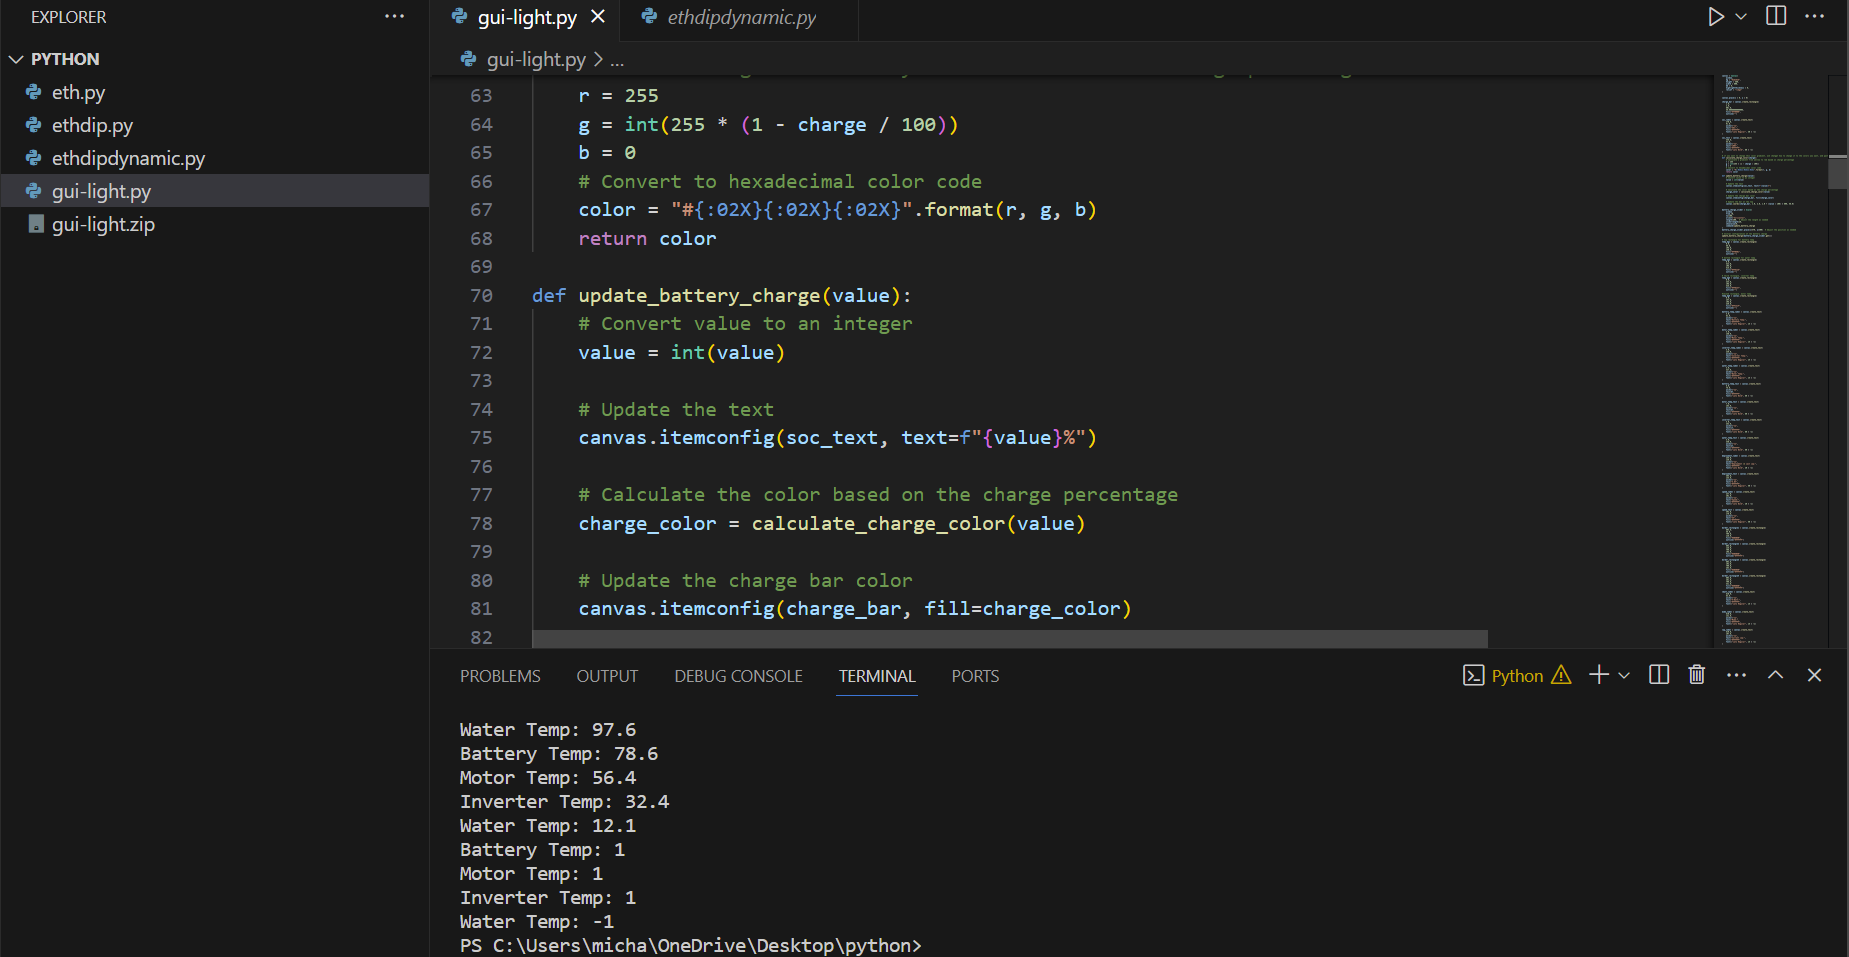 EXPLORER
PYTHON
eth.py
ethdip.py
ethdipdynamic.py
gui-light.py
gui-light.zip
gui-light.py
ethdipdynamic.py
gui-light.py > ...
63 r = 255
64 g = int(255 * (1 - charge / 100))
65 b = 0
66 # Convert to hexadecimal color code
67 color = "#{:02X}{:02X}{:02X}".format(r, g, b)
68 return color
69
70 def update_battery_charge(value):
71 # Convert value to an integer
72 value = int(value)
73
74 # Update the text
75 canvas.itemconfig(soc_text, text=f"{value}%")
76
77 # Calculate the color based on the charge percentage
78 charge_color = calculate_charge_color(value)
79
80 # Update the charge bar color
81 canvas.itemconfig(charge_bar, fill=charge_color)
82
PROBLEMS OUTPUT DEBUG CONSOLE TERMINAL PORTS
Python
Water Temp: 97.6
Battery Temp: 78.6
Motor Temp: 56.4
Inverter Temp: 32.4
Water Temp: 12.1
Battery Temp: 1
Motor Temp: 1
Inverter Temp: 1
Water Temp: -1
PS C:\Users\micha\OneDrive\Desktop\python>